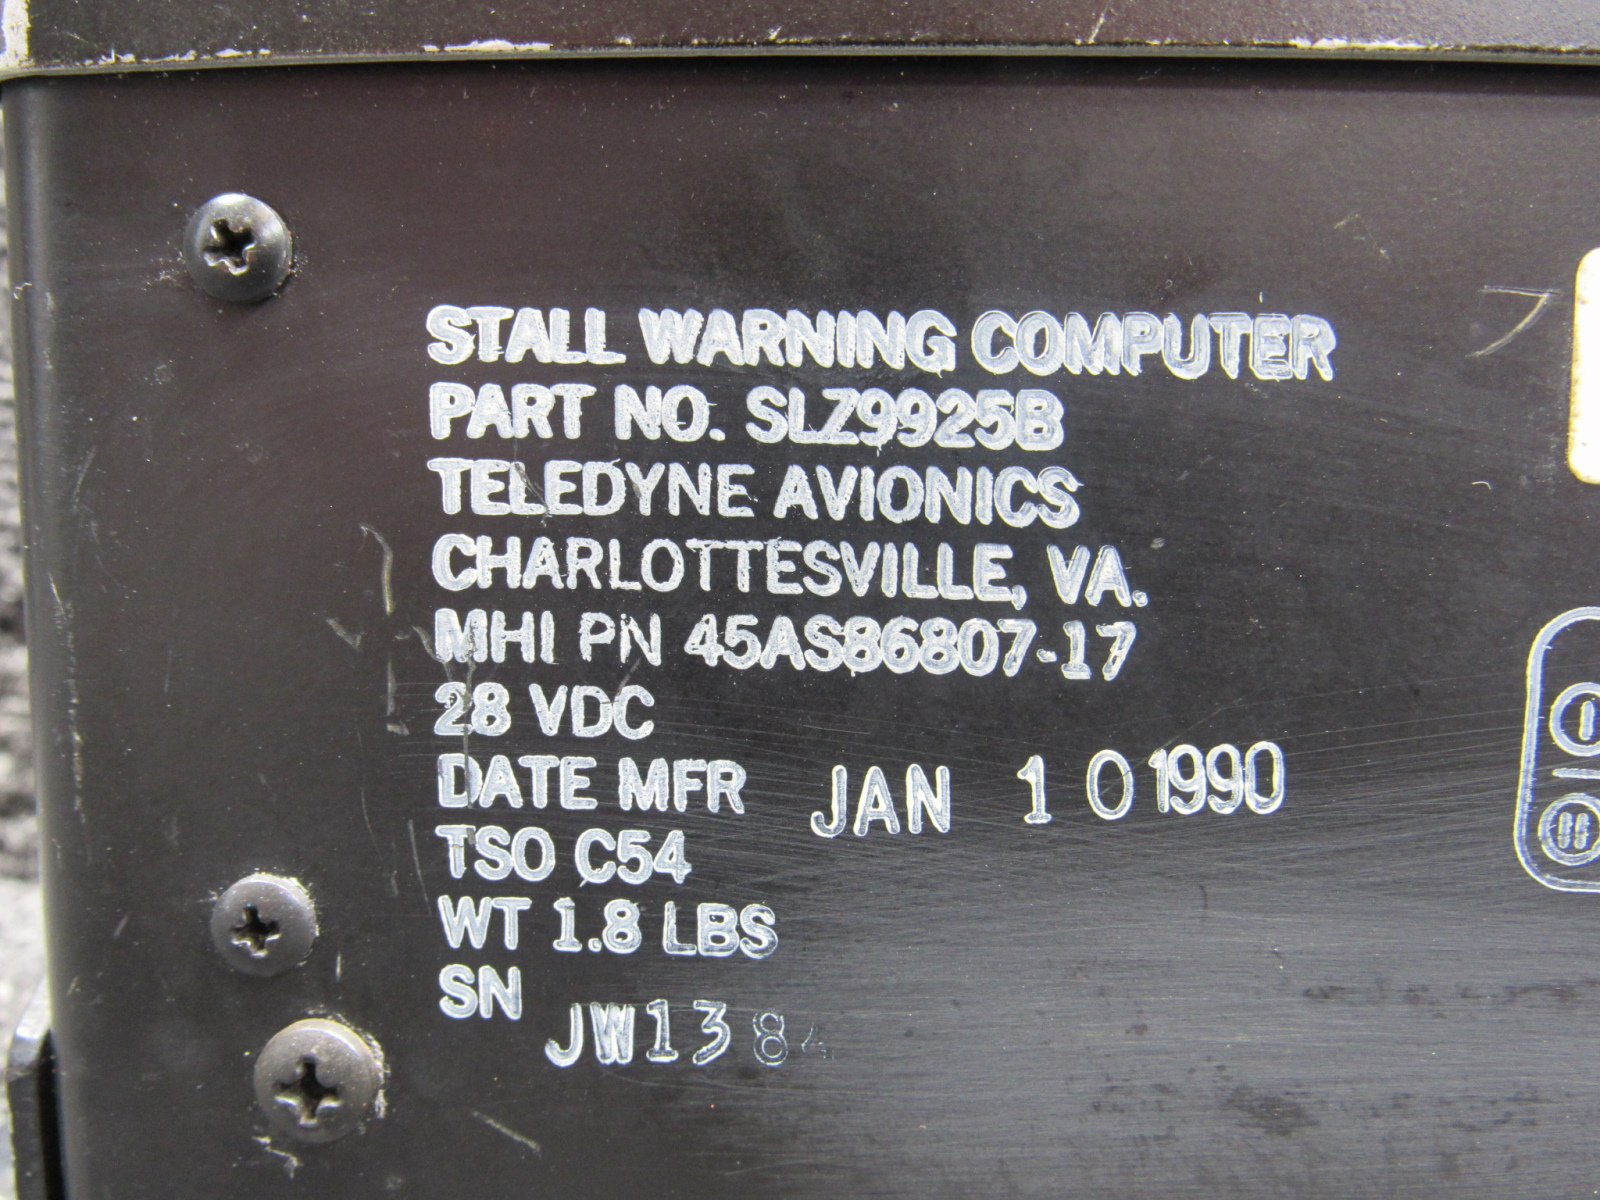 STALL WARNING COMPUTER
PART NO. SLZ9925B
TELEDYNE AVIONICS
CHARLOTTESVILLE, VA.
MHI PN 45AS86807-17
28 VDC
DATE MFR JAN 10 1990
TSO C54
WT 1.8 LBS
SN JW1384